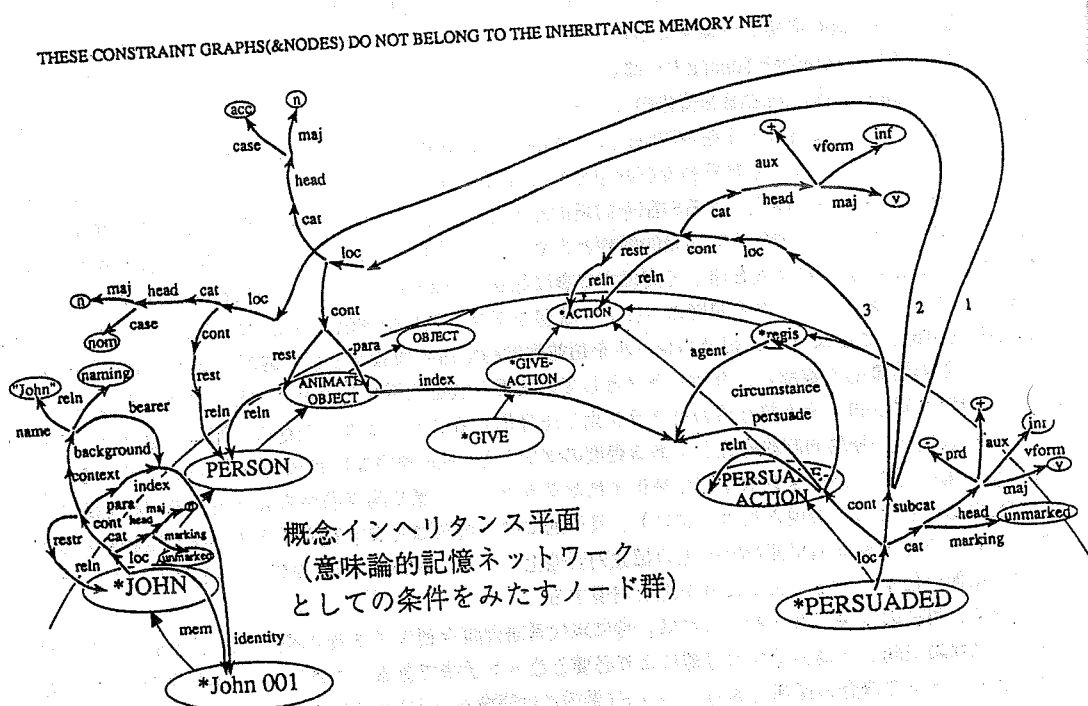 THESE CONSTRAINT GRAPHS(&NODES) DO NOT BELONG TO THE INHERITANCE MEMORY NET
acc
n
case
maj
head
cat
loc
cont
rest
para
+
vform
inf
aux
cat
head
maj
v
restr
cont
loc
reln
reln
3
2
1
n
maj
head
cat
loc
case
nom
cont
rest
reln
reln
OBJECT
*ACTION
*regis
agent
ANIMATE
OBJECT
index
*GIVE-
ACTION
*GIVE
circumstance
persuade
reln
PERSUADE-
ACTION
"John"
naming
reln
name
bearer
background
context
PERSON
index
para
maj
n
cont
head
cat
marking
restr
loc
unmarked
reln
*JOHN
mem
identity
*John 001
概念インヘリタンス平面
(意味論的記憶ネットワーク
としての条件をみたすノード群)
+
-
prd
aux
vform
v
maj
cont
subcat
head
unmarked
loc
cat
marking
*PERSUADED